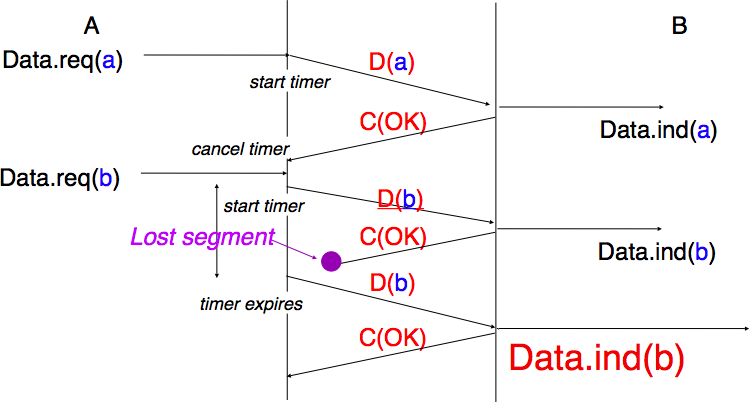 A
B
Data.req(a)
D(a)
start timer
C(OK)
Data.ind(a)
cancel timer
Data.req(b)
start timer
D(b)
Lost segment
C(OK)
Data.ind(b)
D(b)
timer expires
C(OK)
Data.ind(b)